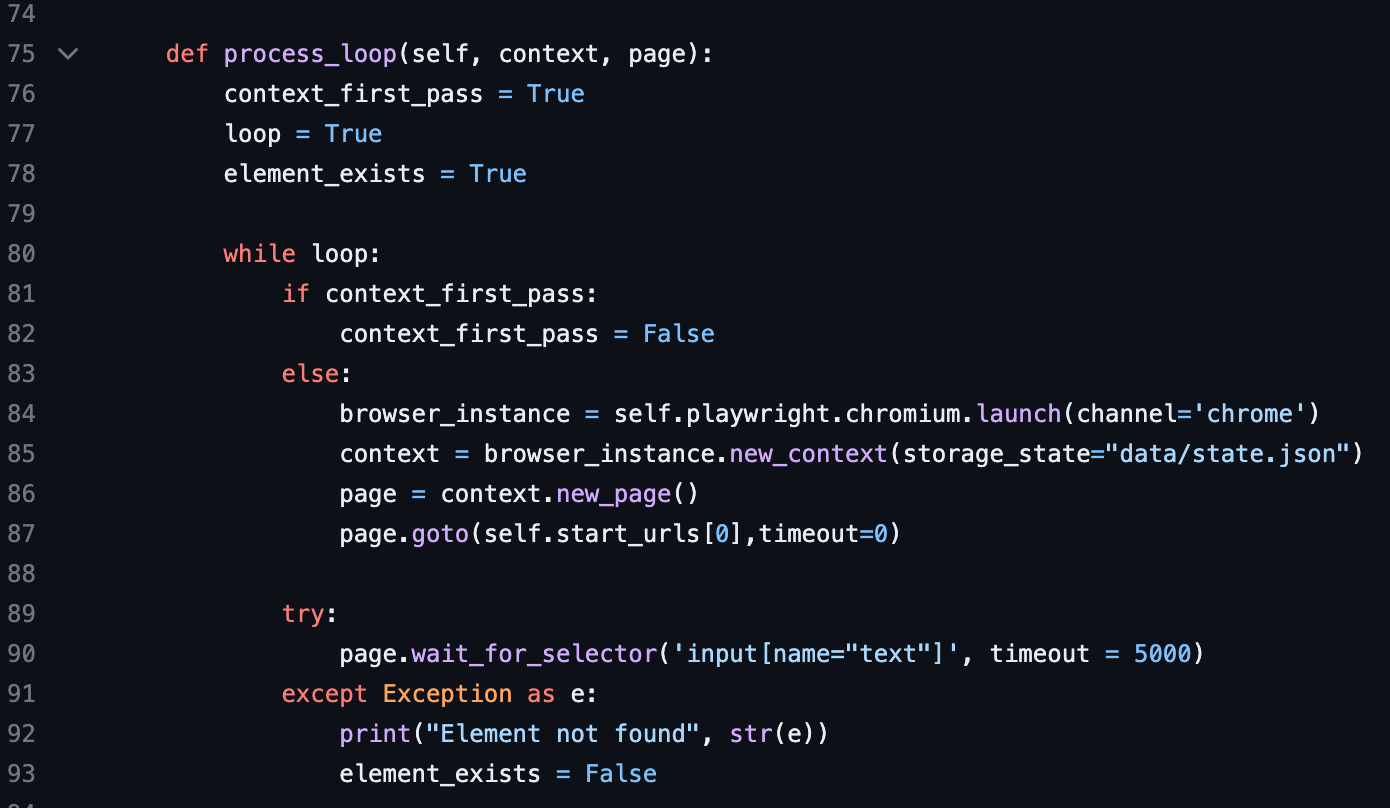 74
75 def process_loop(self, context, page):
76 context_first_pass = True
77 loop = True
78 element_exists = True
79
80 while loop:
81 if context_first_pass:
82 context_first_pass = False
83 else:
84 browser_instance = self.playwright.chromium.launch(channel='chrome')
85 context = browser_instance.new_context(storage_state="data/state.json")
86 page = context.new_page()
87 page.goto(self.start_urls[0],timeout=0)
88
89 try:
90 page.wait_for_selector('input[name="text"]', timeout = 5000)
91 except Exception as e:
92 print("Element not found", str(e))
93 element_exists = False